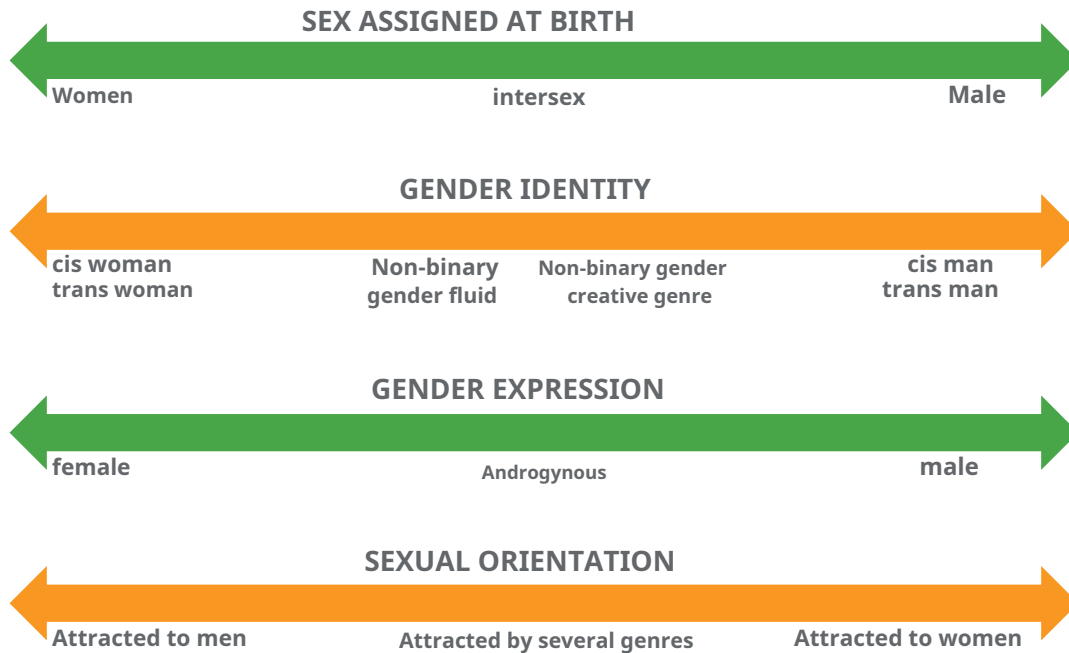 SEX ASSIGNED AT BIRTH
Women intersex Male
GENDER IDENTITY
cis woman Non-binary Non-binary gender cis man
trans woman gender fluid creative genre trans man
GENDER EXPRESSION
female Androgynous male
SEXUAL ORIENTATION
Attracted to men Attracted by several genres Attracted to women